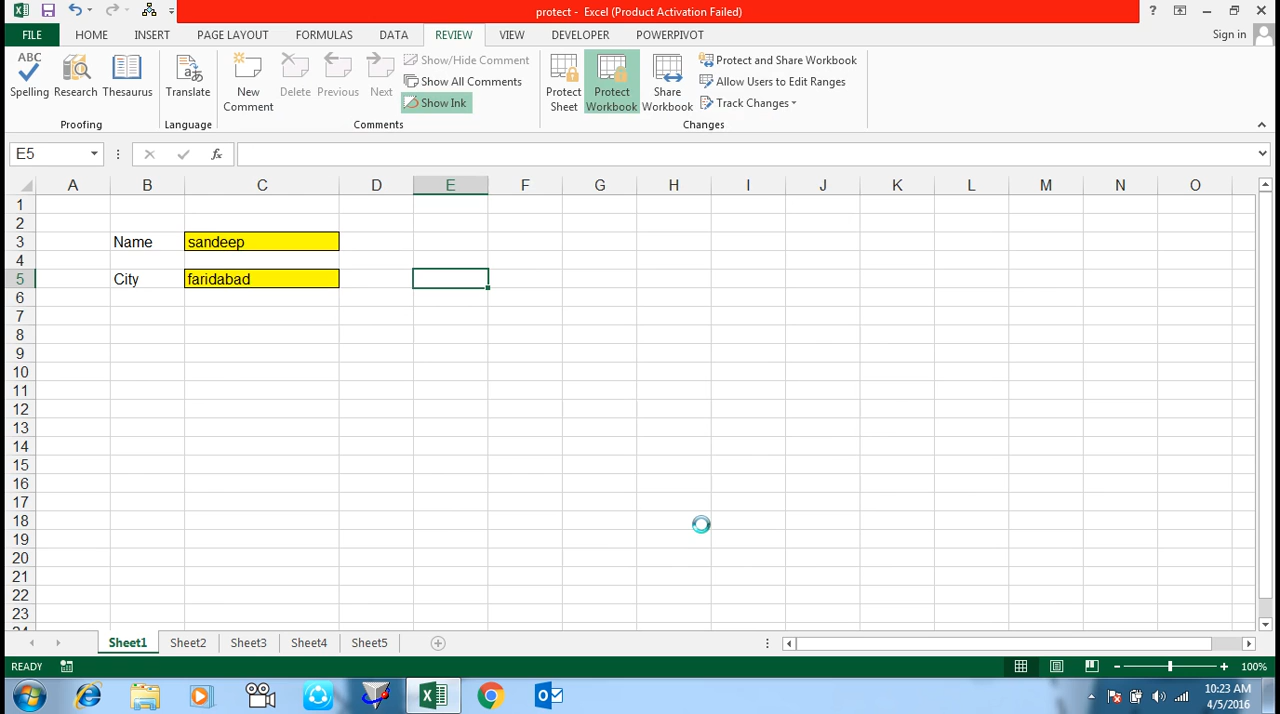 protect - Excel (Product Activation Failed)
?
FILE HOME INSERT PAGE LAYOUT FORMULAS DATA REVIEW VIEW DEVELOPER POWERPIVOT Sign in
ABC
Spelling Research Thesaurus
Proofing
Translate
Language
New Comment
Delete
Previous
Next
Show/Hide Comment
Show All Comments
Show Ink
Comments
Protect Sheet
Protect Workbook
Share Workbook
Protect and Share Workbook
Allow Users to Edit Ranges
Track Changes
Changes
E5
fx
A B C D E F G H I J K L M N O
1
2
3 Name sandeep
4
5 City faridabad
6
7
8
9
10
11
12
13
14
15
16
17
18
19
20
21
22
23
24
Sheet1 Sheet2 Sheet3 Sheet4 Sheet5
READY
100%
10:23 AM
4/5/2016